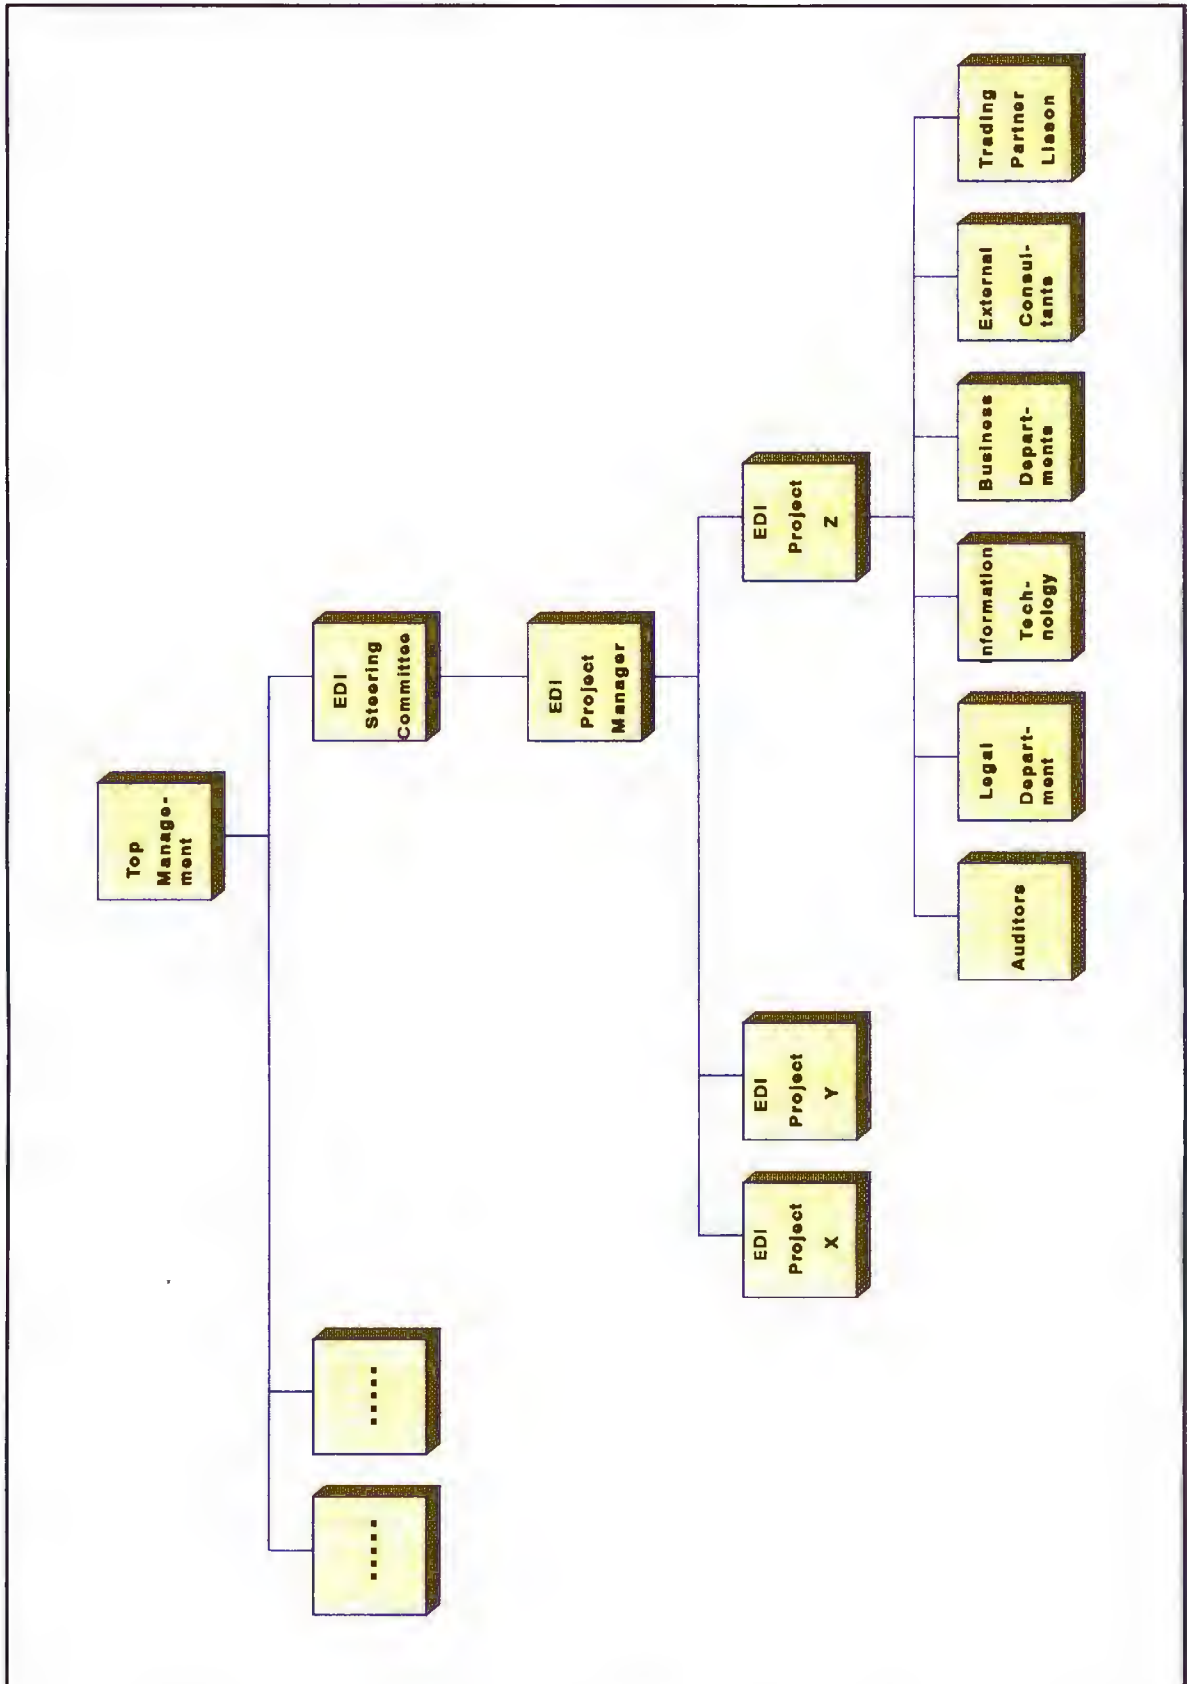 Top
Manage-
ment
.....
.....
EDI
Steering
Committee
EDI
Project
Manager
EDI
Project
X
EDI
Project
Y
EDI
Project
Z
Auditors
Legal
Depart-
ment
Information
Tech-
nology
Business
Depart-
ments
External
Consul-
tants
Trading
Partner
Liason